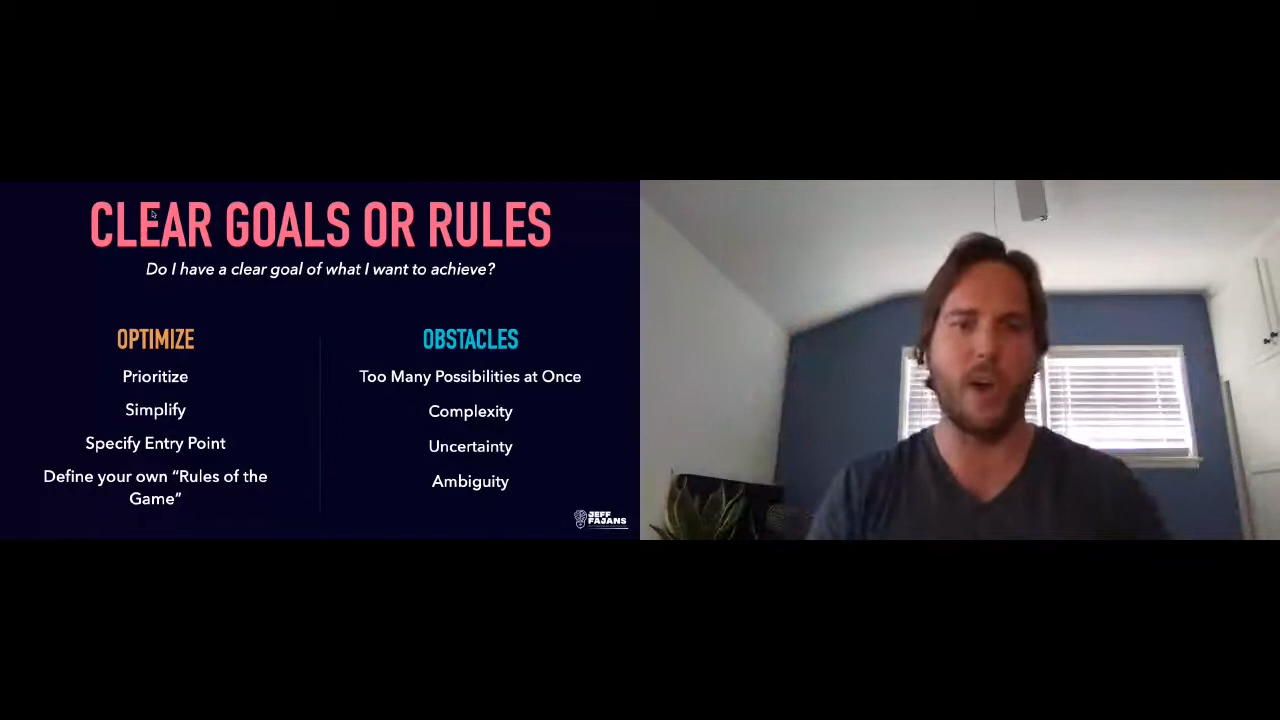 CLEAR GOALS OR RULES
Do I have a clear goal of what I want to achieve?
OPTIMIZE
Prioritize
Simplify
Specify Entry Point
Define your own “Rules of the
Game”
OBSTACLES
Too Many Possibilities at Once
Complexity
Uncertainty
Ambiguity
JEFF
FAJANS